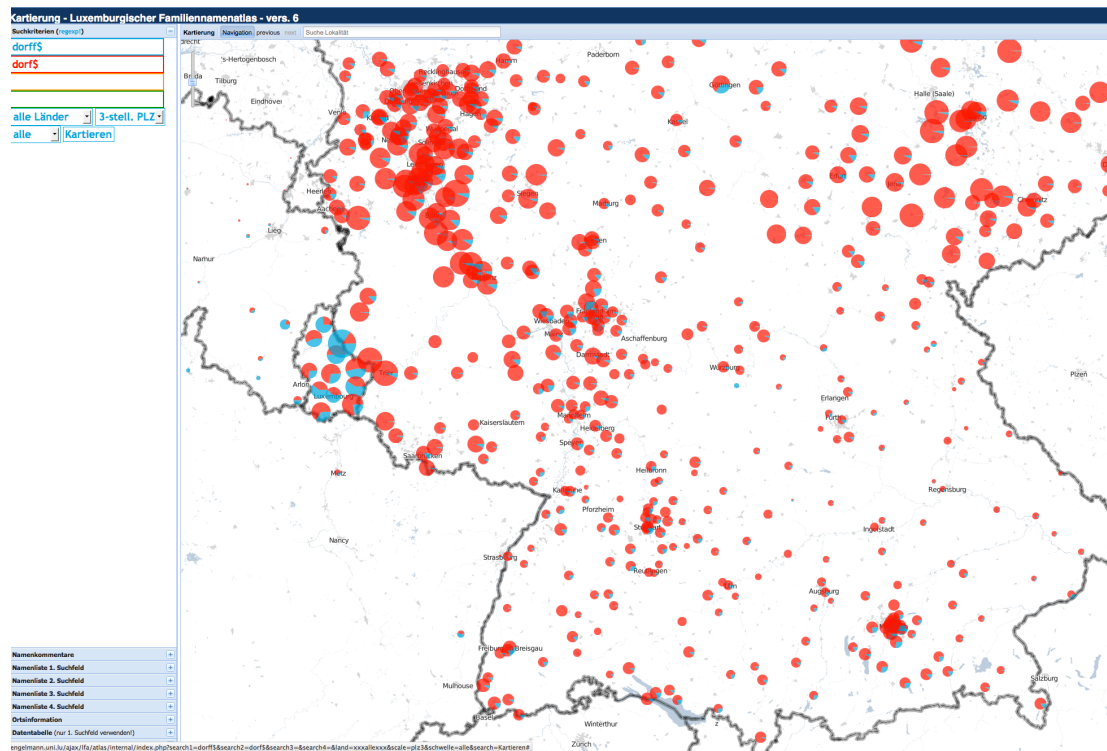 Kartierung - Luxemburgischer Familiennamenatlas - vers. 6
Suchkriterien (regexp!)
dorff$
dorf$
alle Länder
3-stell. PLZ
alle
Kartieren
Kartierung
Navigation
previous
next
Suche Lokalität
's-Hertogenbosch
Tilburg
Eindhoven
Paderborn
Hamm
Göttingen
Halle (Saale)
Kassel
Erfurt
Jena
Chemnitz
Siegen
Marburg
Heerlen
Aachen
Lieg
Namur
Wiesbaden
Mainz
Aschaffenburg
Darmstadt
Würzburg
Plzen
Arlon
Luxembourg
Trier
Erlangen
Fürth
Kaiserslautern
Mannheim
Heidelberg
Speyer
Saarbrücken
Metz
Heilbronn
Karlsruhe
Regensburg
Pforzheim
Stuttgart
Ingolstadt
Nancy
Strasbourg
Reutlingen
Ulm
Augsburg
Freiburg im Breisgau
Salzburg
Mulhouse
Basel
Winterthur
Zürich
Namenkommentare
Namenliste 1. Suchfeld
Namenliste 2. Suchfeld
Namenliste 3. Suchfeld
Namenliste 4. Suchfeld
Ortsinformation
Datentabelle (nur 1. Suchfeld verwenden!)
engelmann.uni.lu/ajax/lfa/atlas/internal/index.php?search1=dorff$&search2=dorf$&search3=&search4=&land=xxxallexxx&scale=plz3&schwelle=alle&search=Kartieren#